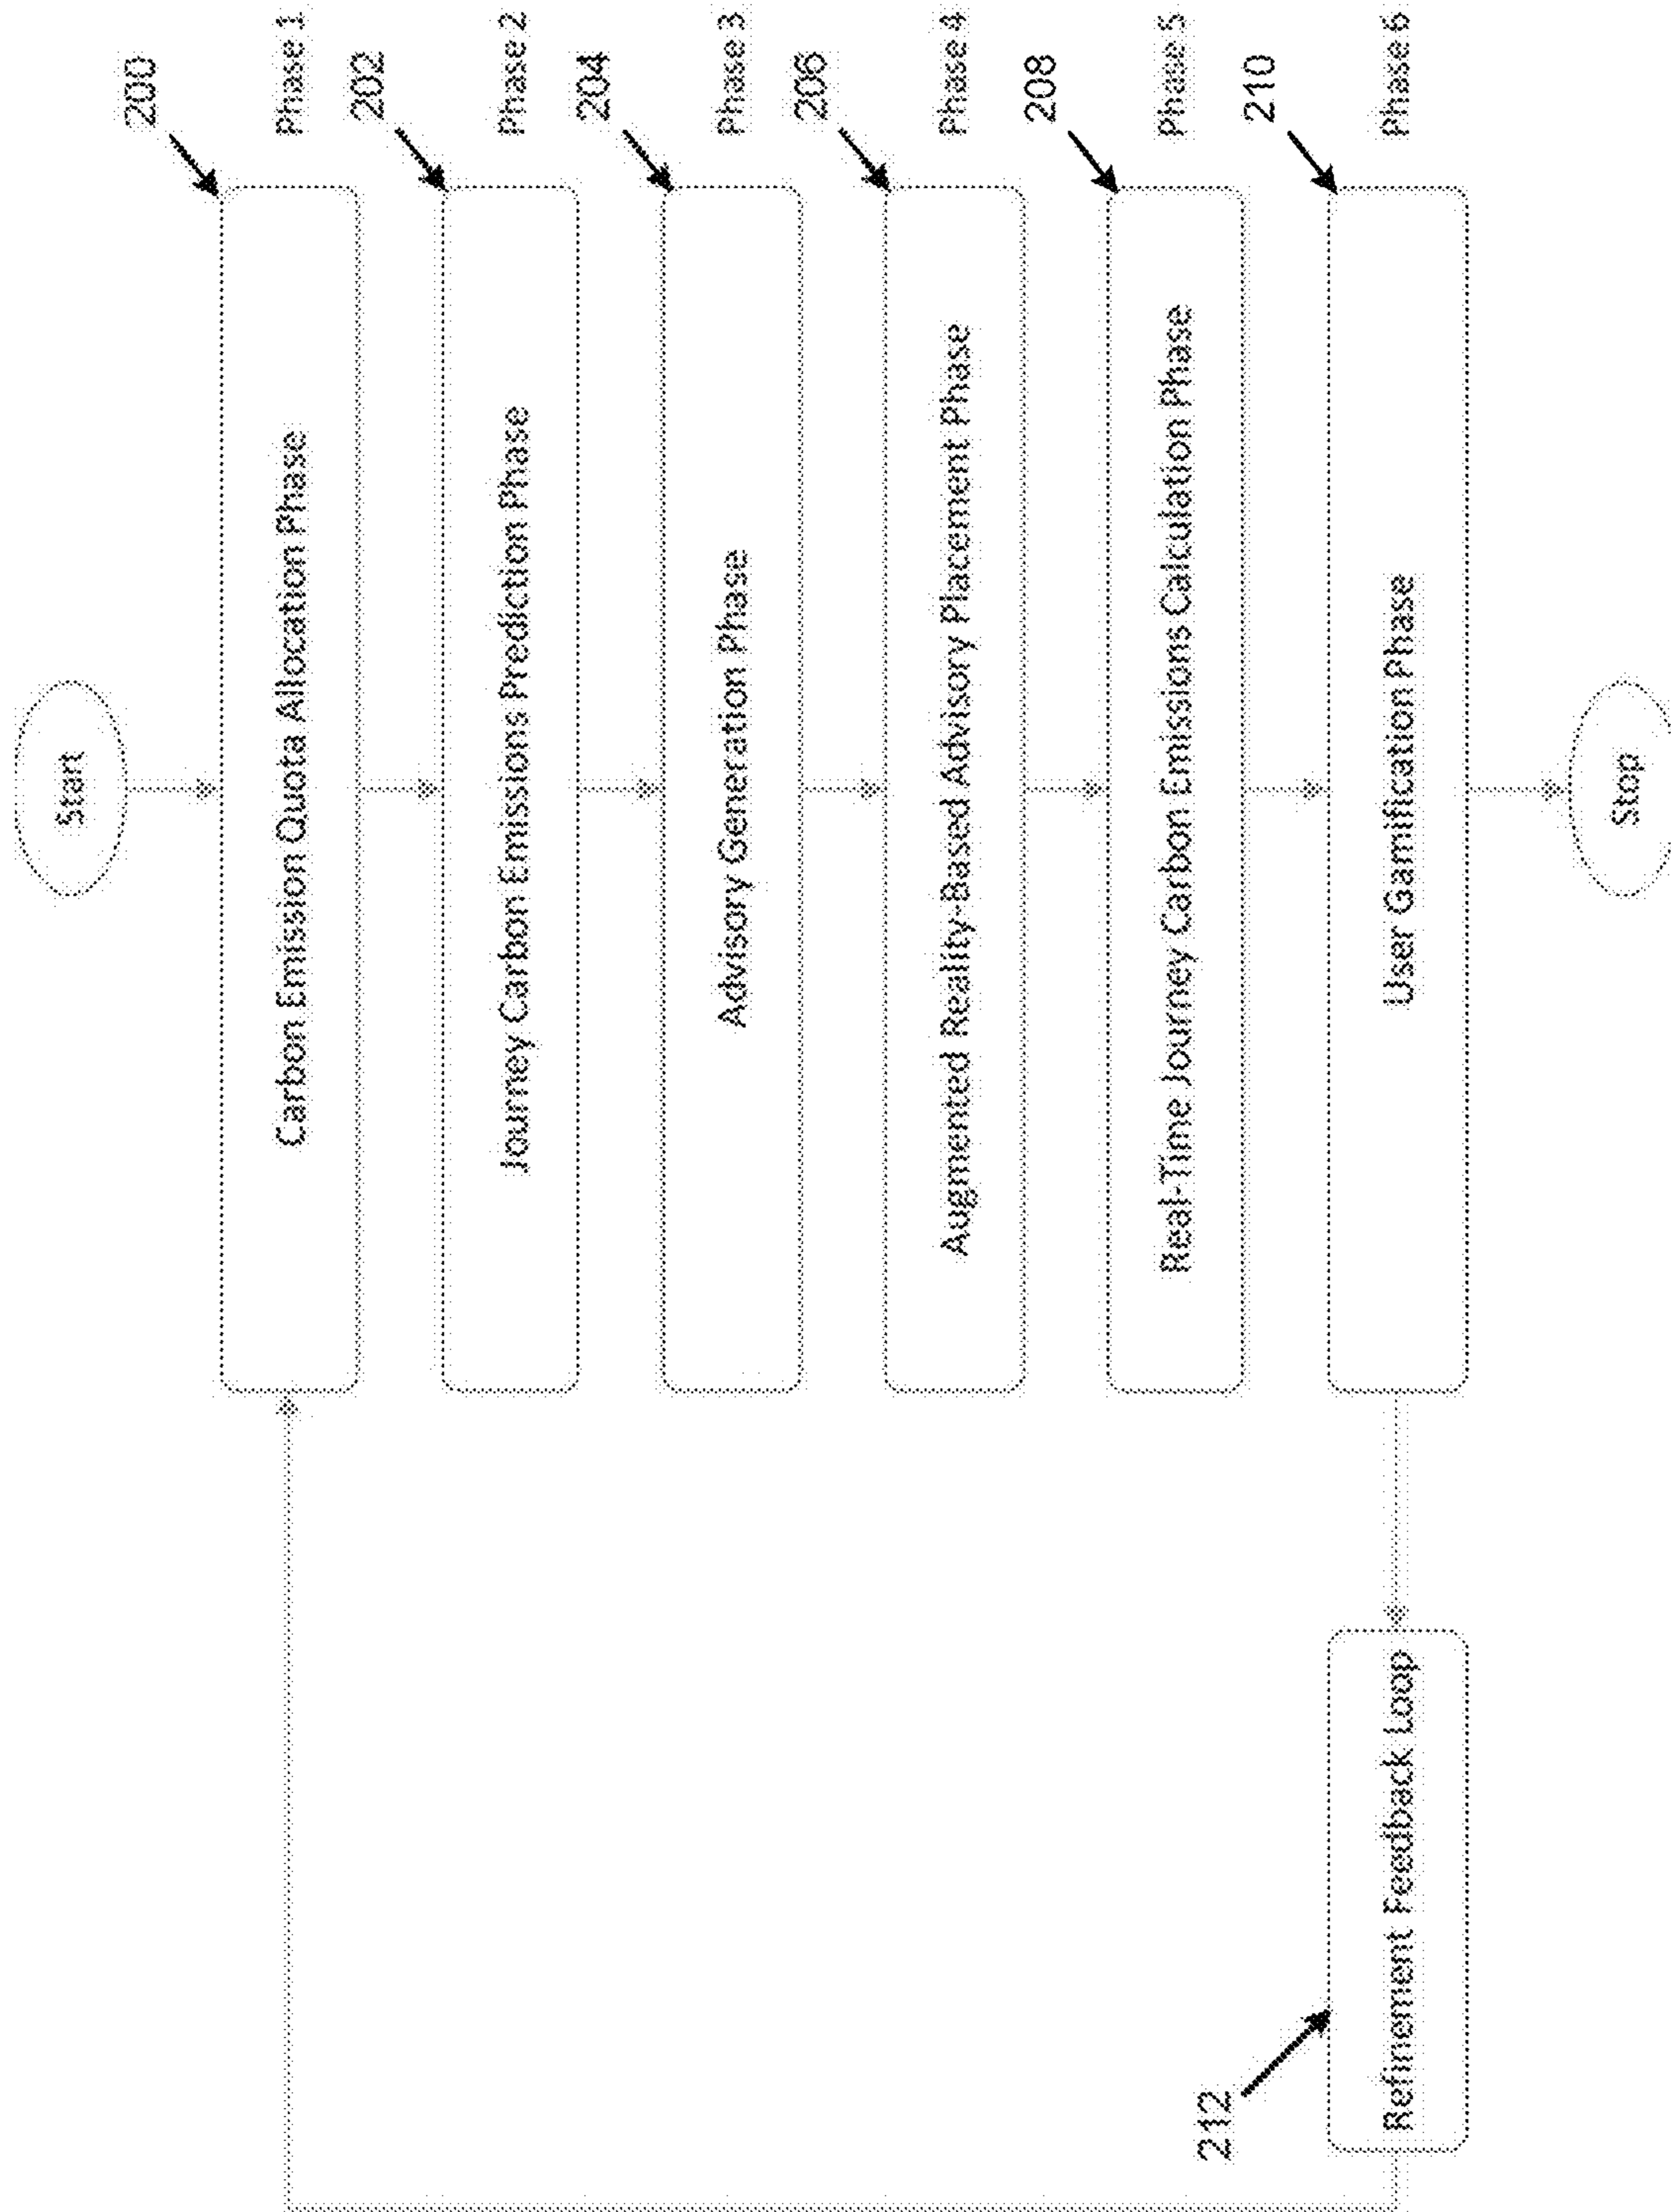 Start
Carbon Emission Quota Allocation Phase
200
Phase 1
Journey Carbon Emissions Prediction Phase
202
Phase 2
Advisory Generation Phase
204
Phase 3
Augmented Reality-Based Advisory Placement Phase
206
Phase 4
Real-Time Journey Carbon Emissions Calculation Phase
208
Phase 5
212
Refinement Feedback Loop
User Gamification Phase
210
Phase 6
Stop